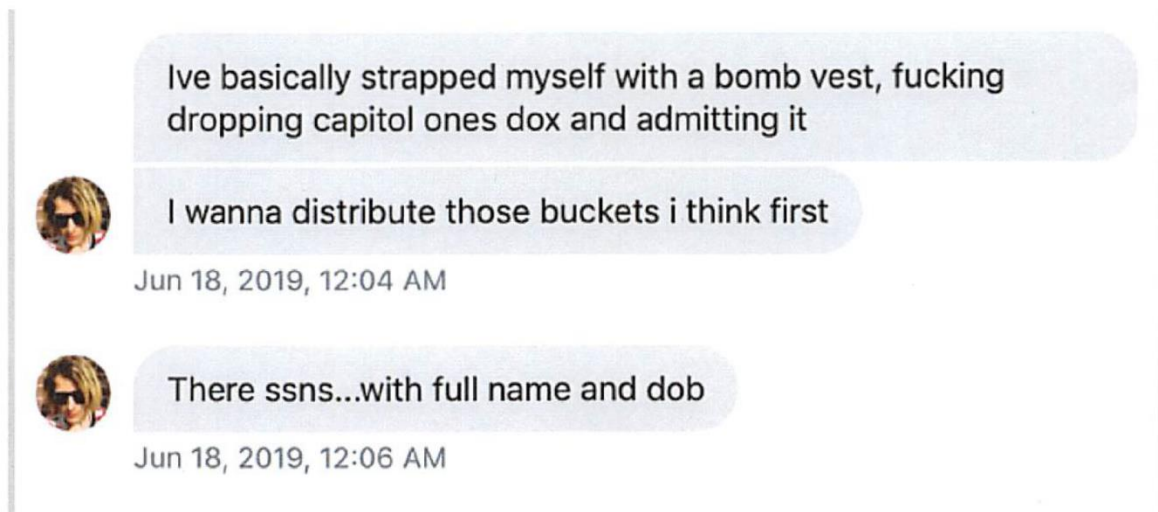 Ive basically strapped myself with a bomb vest, fucking
dropping capitol ones dox and admitting it
I wanna distribute those buckets i think first
Jun 18, 2019, 12:04 AM
There ssns...with full name and dob
Jun 18, 2019, 12:06 AM